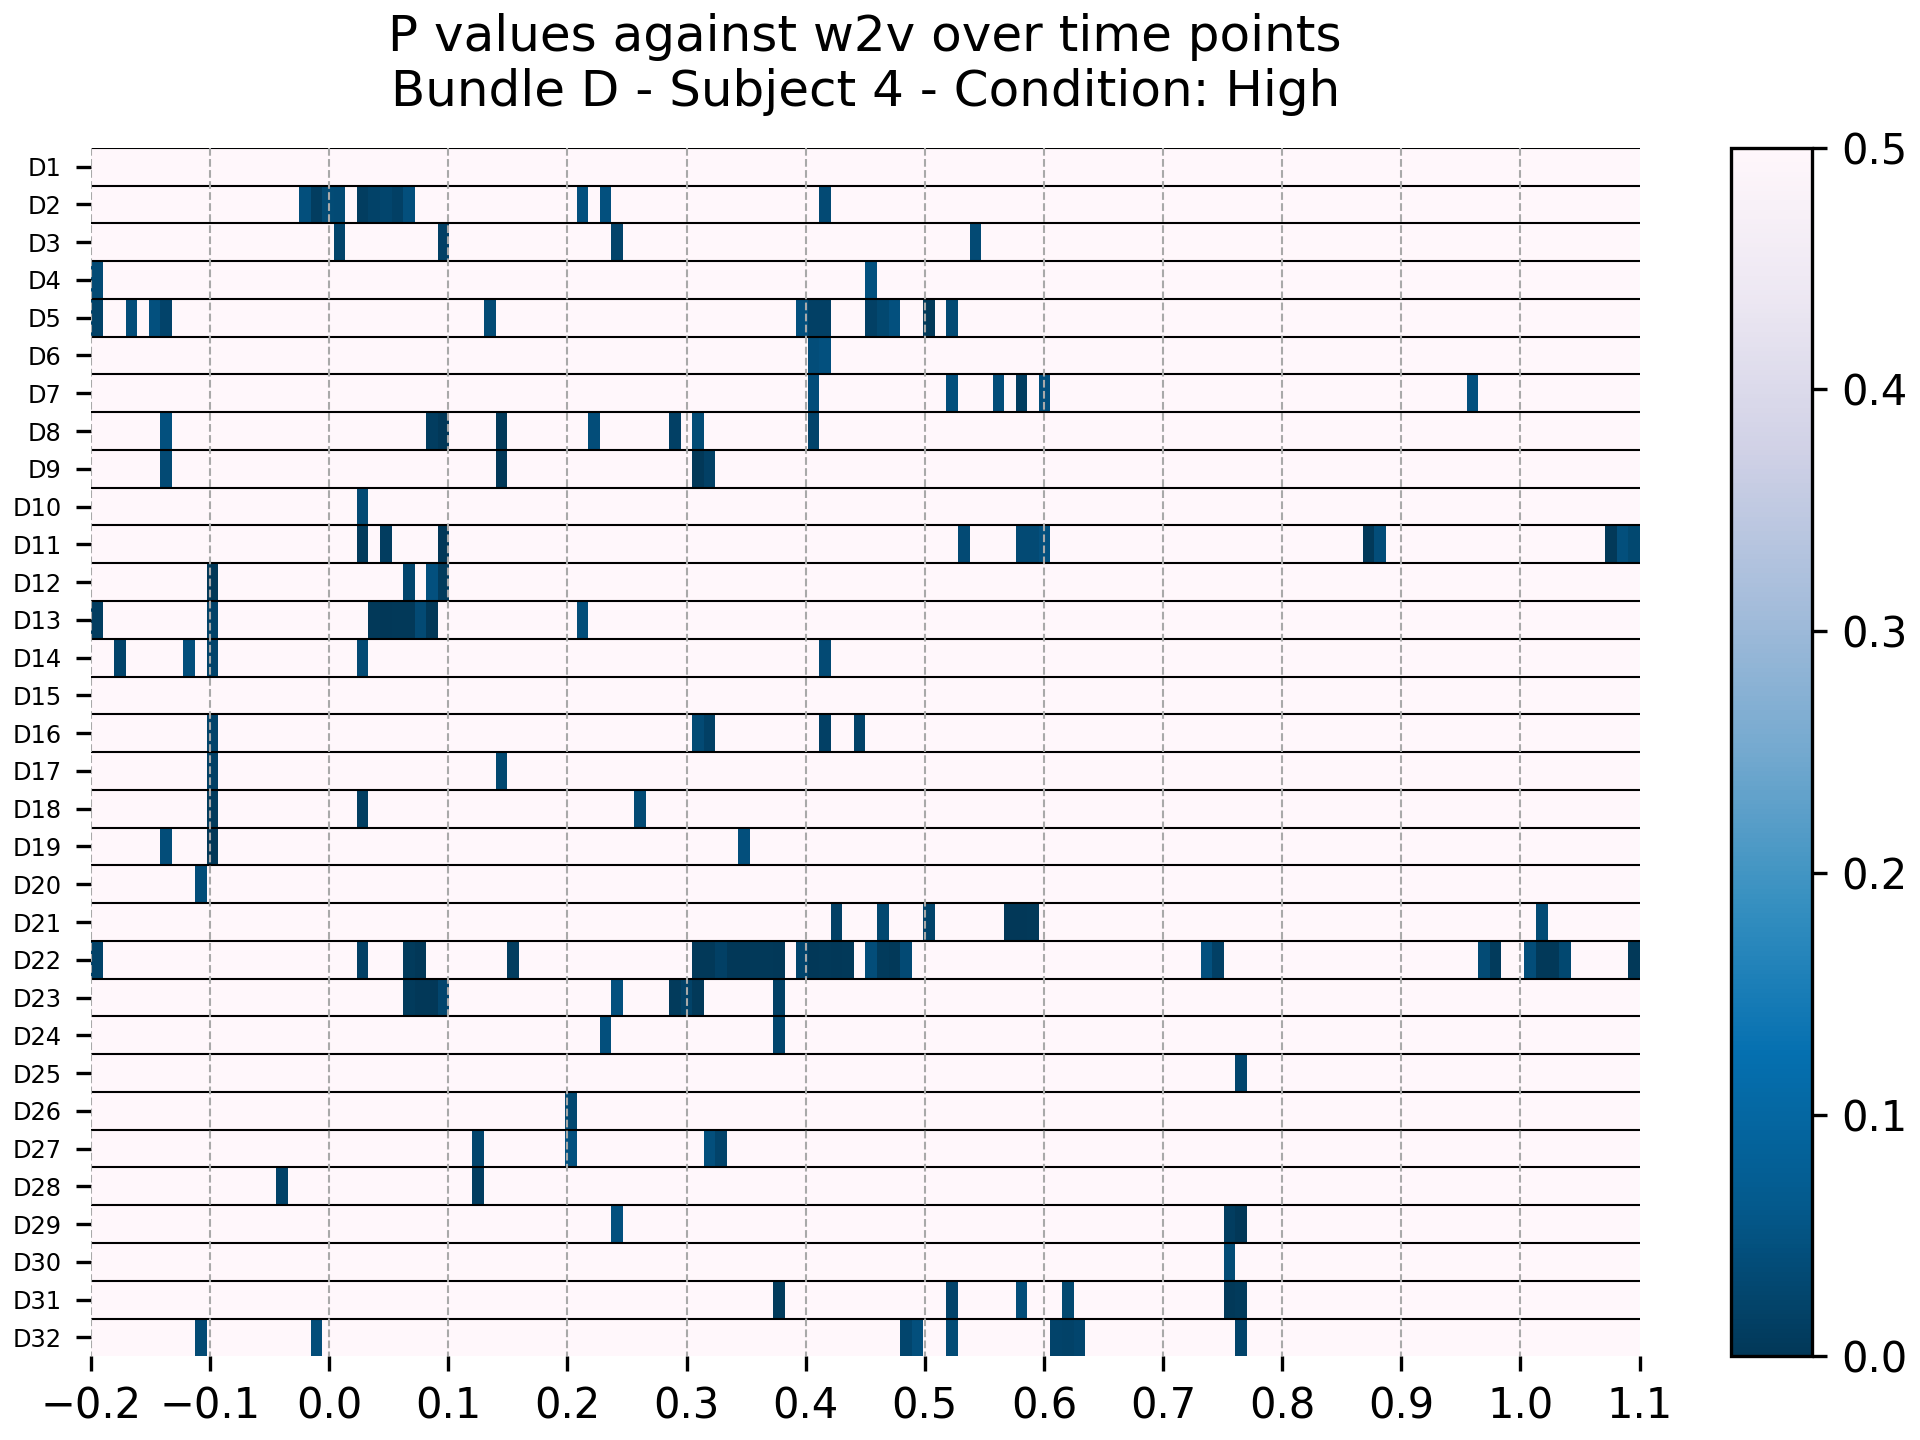 P values against w2v over time points
Bundle D - Subject 4 - Condition: High
D1
D2
D3
D4
D5
D6
D7
D8
D9
D10
D11
D12
D13
D14
D15
D16
D17
D18
D19
D20
D21
D22
D23
D24
D25
D26
D27
D28
D29
D30
D31
D32
−0.2 −0.1 0.0 0.1 0.2 0.3 0.4 0.5 0.6 0.7 0.8 0.9 1.0 1.1
0.5
0.4
0.3
0.2
0.1
0.0